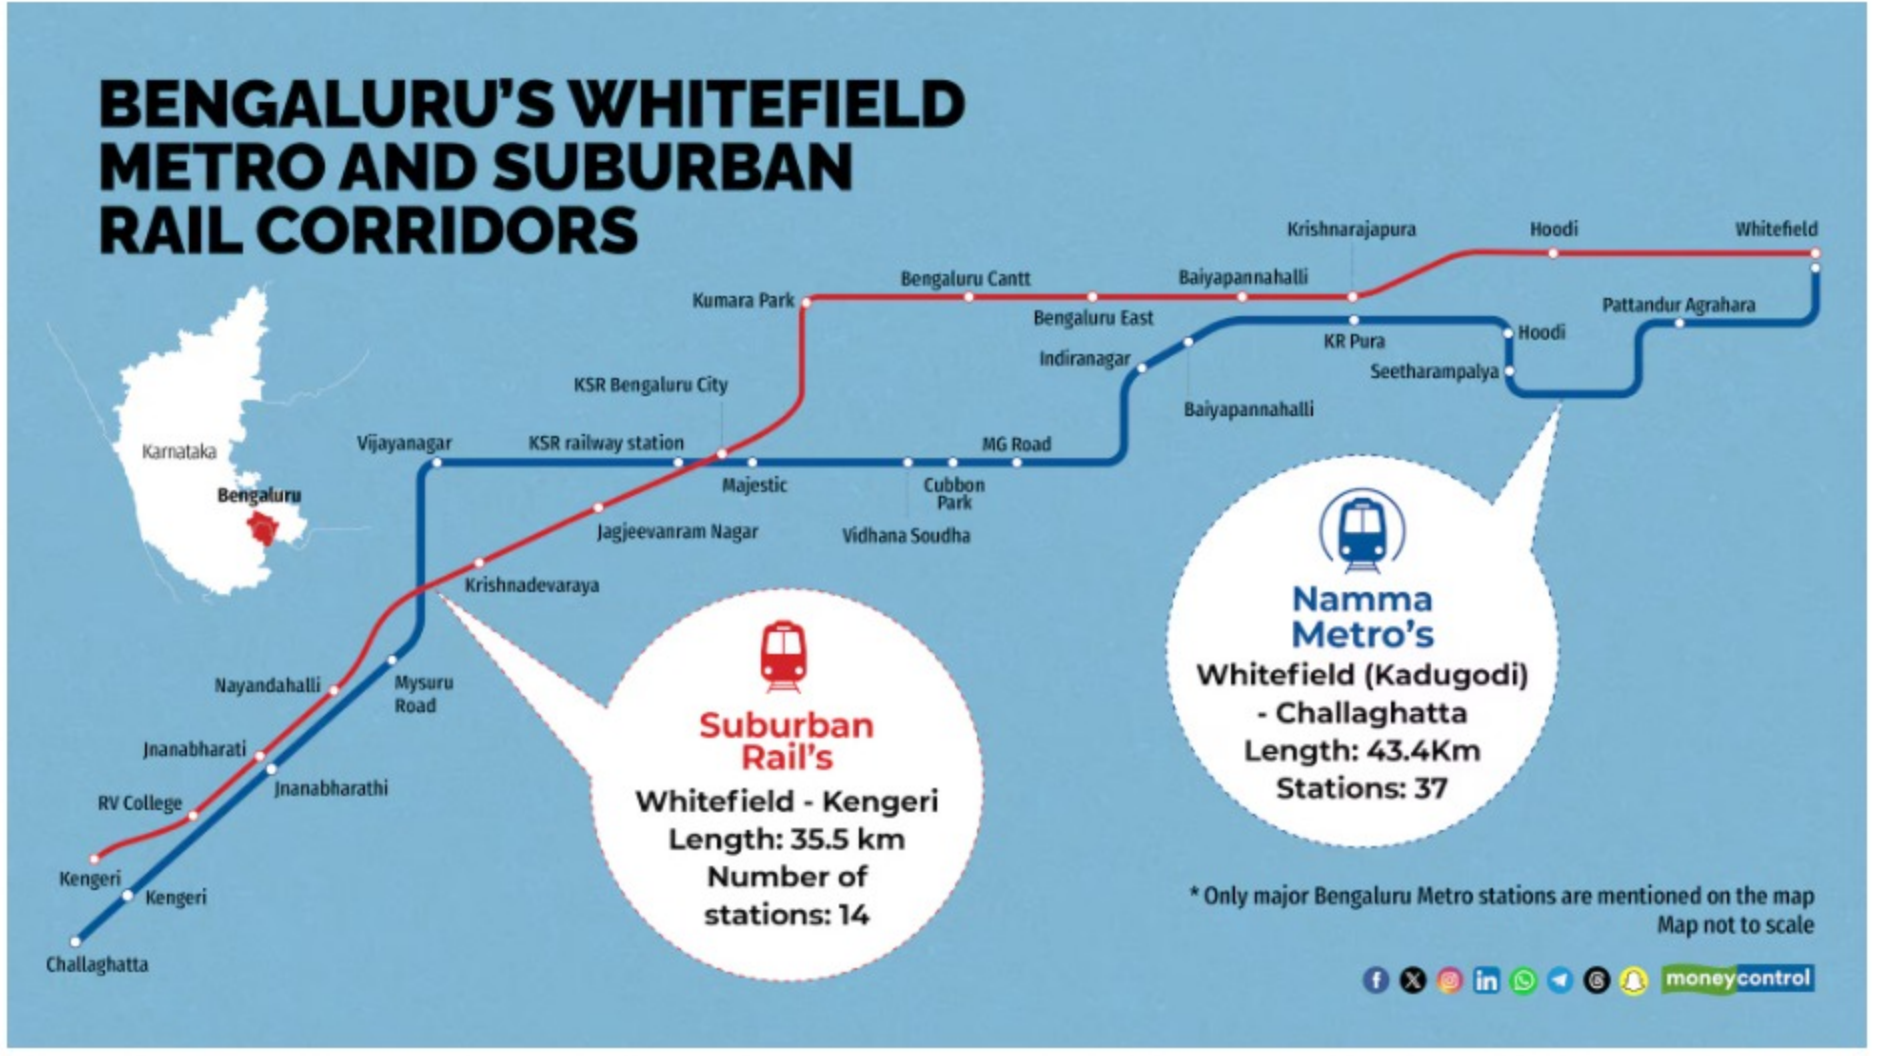 BENGALURU'S WHITEFIELD
METRO AND SUBURBAN
RAIL CORRIDORS
Krishnarajapura
Hoodi
Whitefield
Bengaluru Cantt
Baiyapannahalli
Kumara Park
Pattandur Agrahara
Bengaluru East
Hoodi
KR Pura
Indiranagar
Seetharampalya
KSR Bengaluru City
Baiyapannahalli
Vijayanagar
KSR railway station
MG Road
Karnataka
Bengaluru
Majestic
Cubbon
Park
Jagjeevanram Nagar
Vidhana Soudha
Krishnadevaraya
Nayandahalli
Mysuru
Road
Jnanabharati
Jnanabharathi
RV College
Kengeri
Kengeri
Challaghatta
Suburban
Rail's
Whitefield - Kengeri
Length: 35.5 km
Number of
stations: 14
Namma
Metro's
Whitefield (Kadugodi)
- Challaghatta
Length: 43.4Km
Stations: 37
* Only major Bengaluru Metro stations are mentioned on the map
Map not to scale
moneycontrol